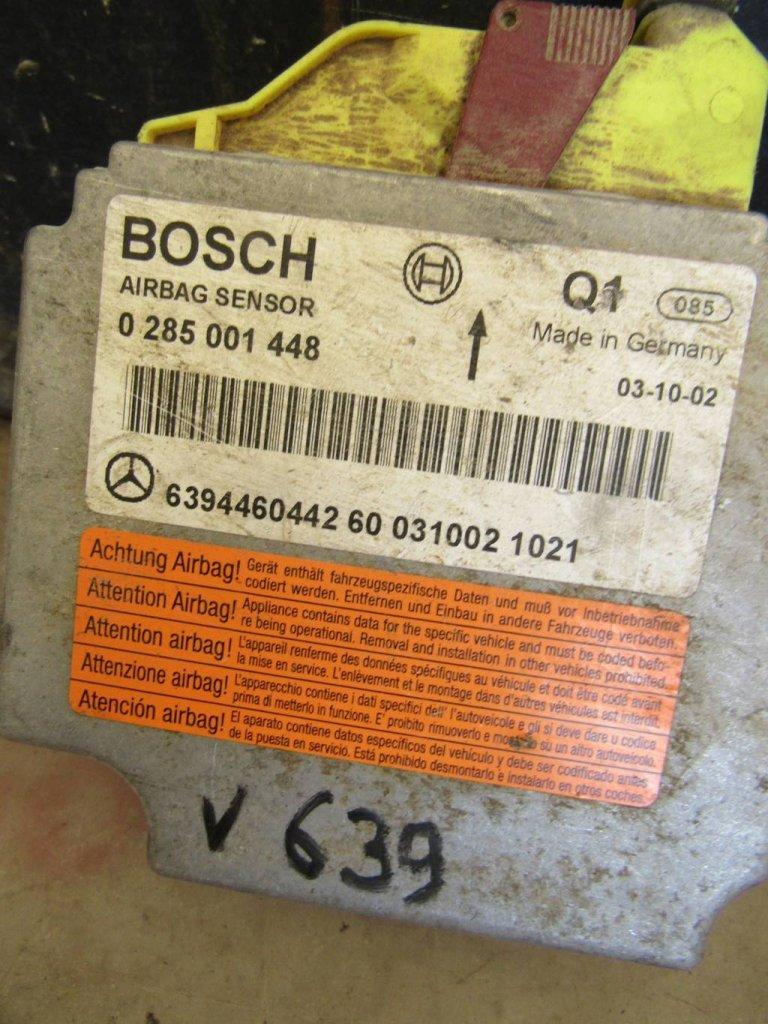 BOSCH
AIRBAG SENSOR
0 285 001 448
Q1 085
Made in Germany
03-10-02
6394460442 60 031002 1021
Achtung Airbag! Gerät enthält fahrzeugspezifische Daten und muß vor Inbetriebnahme
codiert werden. Entfernen und Einbau in andere Fahrzeuge verboten.
Attention Airbag! Appliance contains data for the specific vehicle and must be coded befo-
re being operational. Removal and installation in other vehicles prohibited.
Attention airbag! L'appareil renferme des données spécifiques au véhicule et doit être codé avant
la mise en service. L'enlèvement et le montage dans d'autres véhicules est interdit.
Attenzione airbag! L'apparecchio contiene i dati specifici dell' l'autoveicolo e gli si deve dare u codice
prima di metterlo in funzione. E' proibito rimuoverlo e su un altro autoveicolo.
Atención airbag! El aparato contiene datos específicos del vehículo y debe ser codificado antes
de la puesta en servicio. Está prohibido desmontarlo e instalarlo en otros coches.
V 639